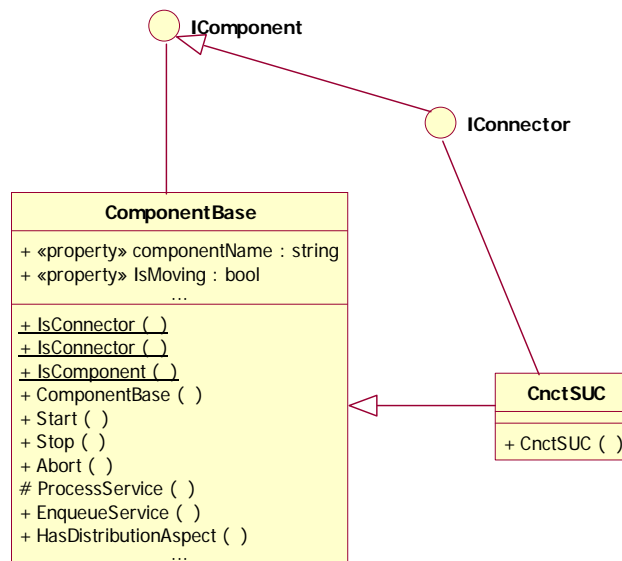 IComponent
IConnector
ComponentBase
+ «property» componentName : string
+ «property» IsMoving : bool
...
+ IsConnector ( )
+ IsConnector ( )
+ IsComponent ( )
+ ComponentBase ( )
+ Start ( )
+ Stop ( )
+ Abort ( )
# ProcessService ( )
+ EnqueueService ( )
+ HasDistributionAspect ( )
...
CnctSUC
+ CnctSUC ( )